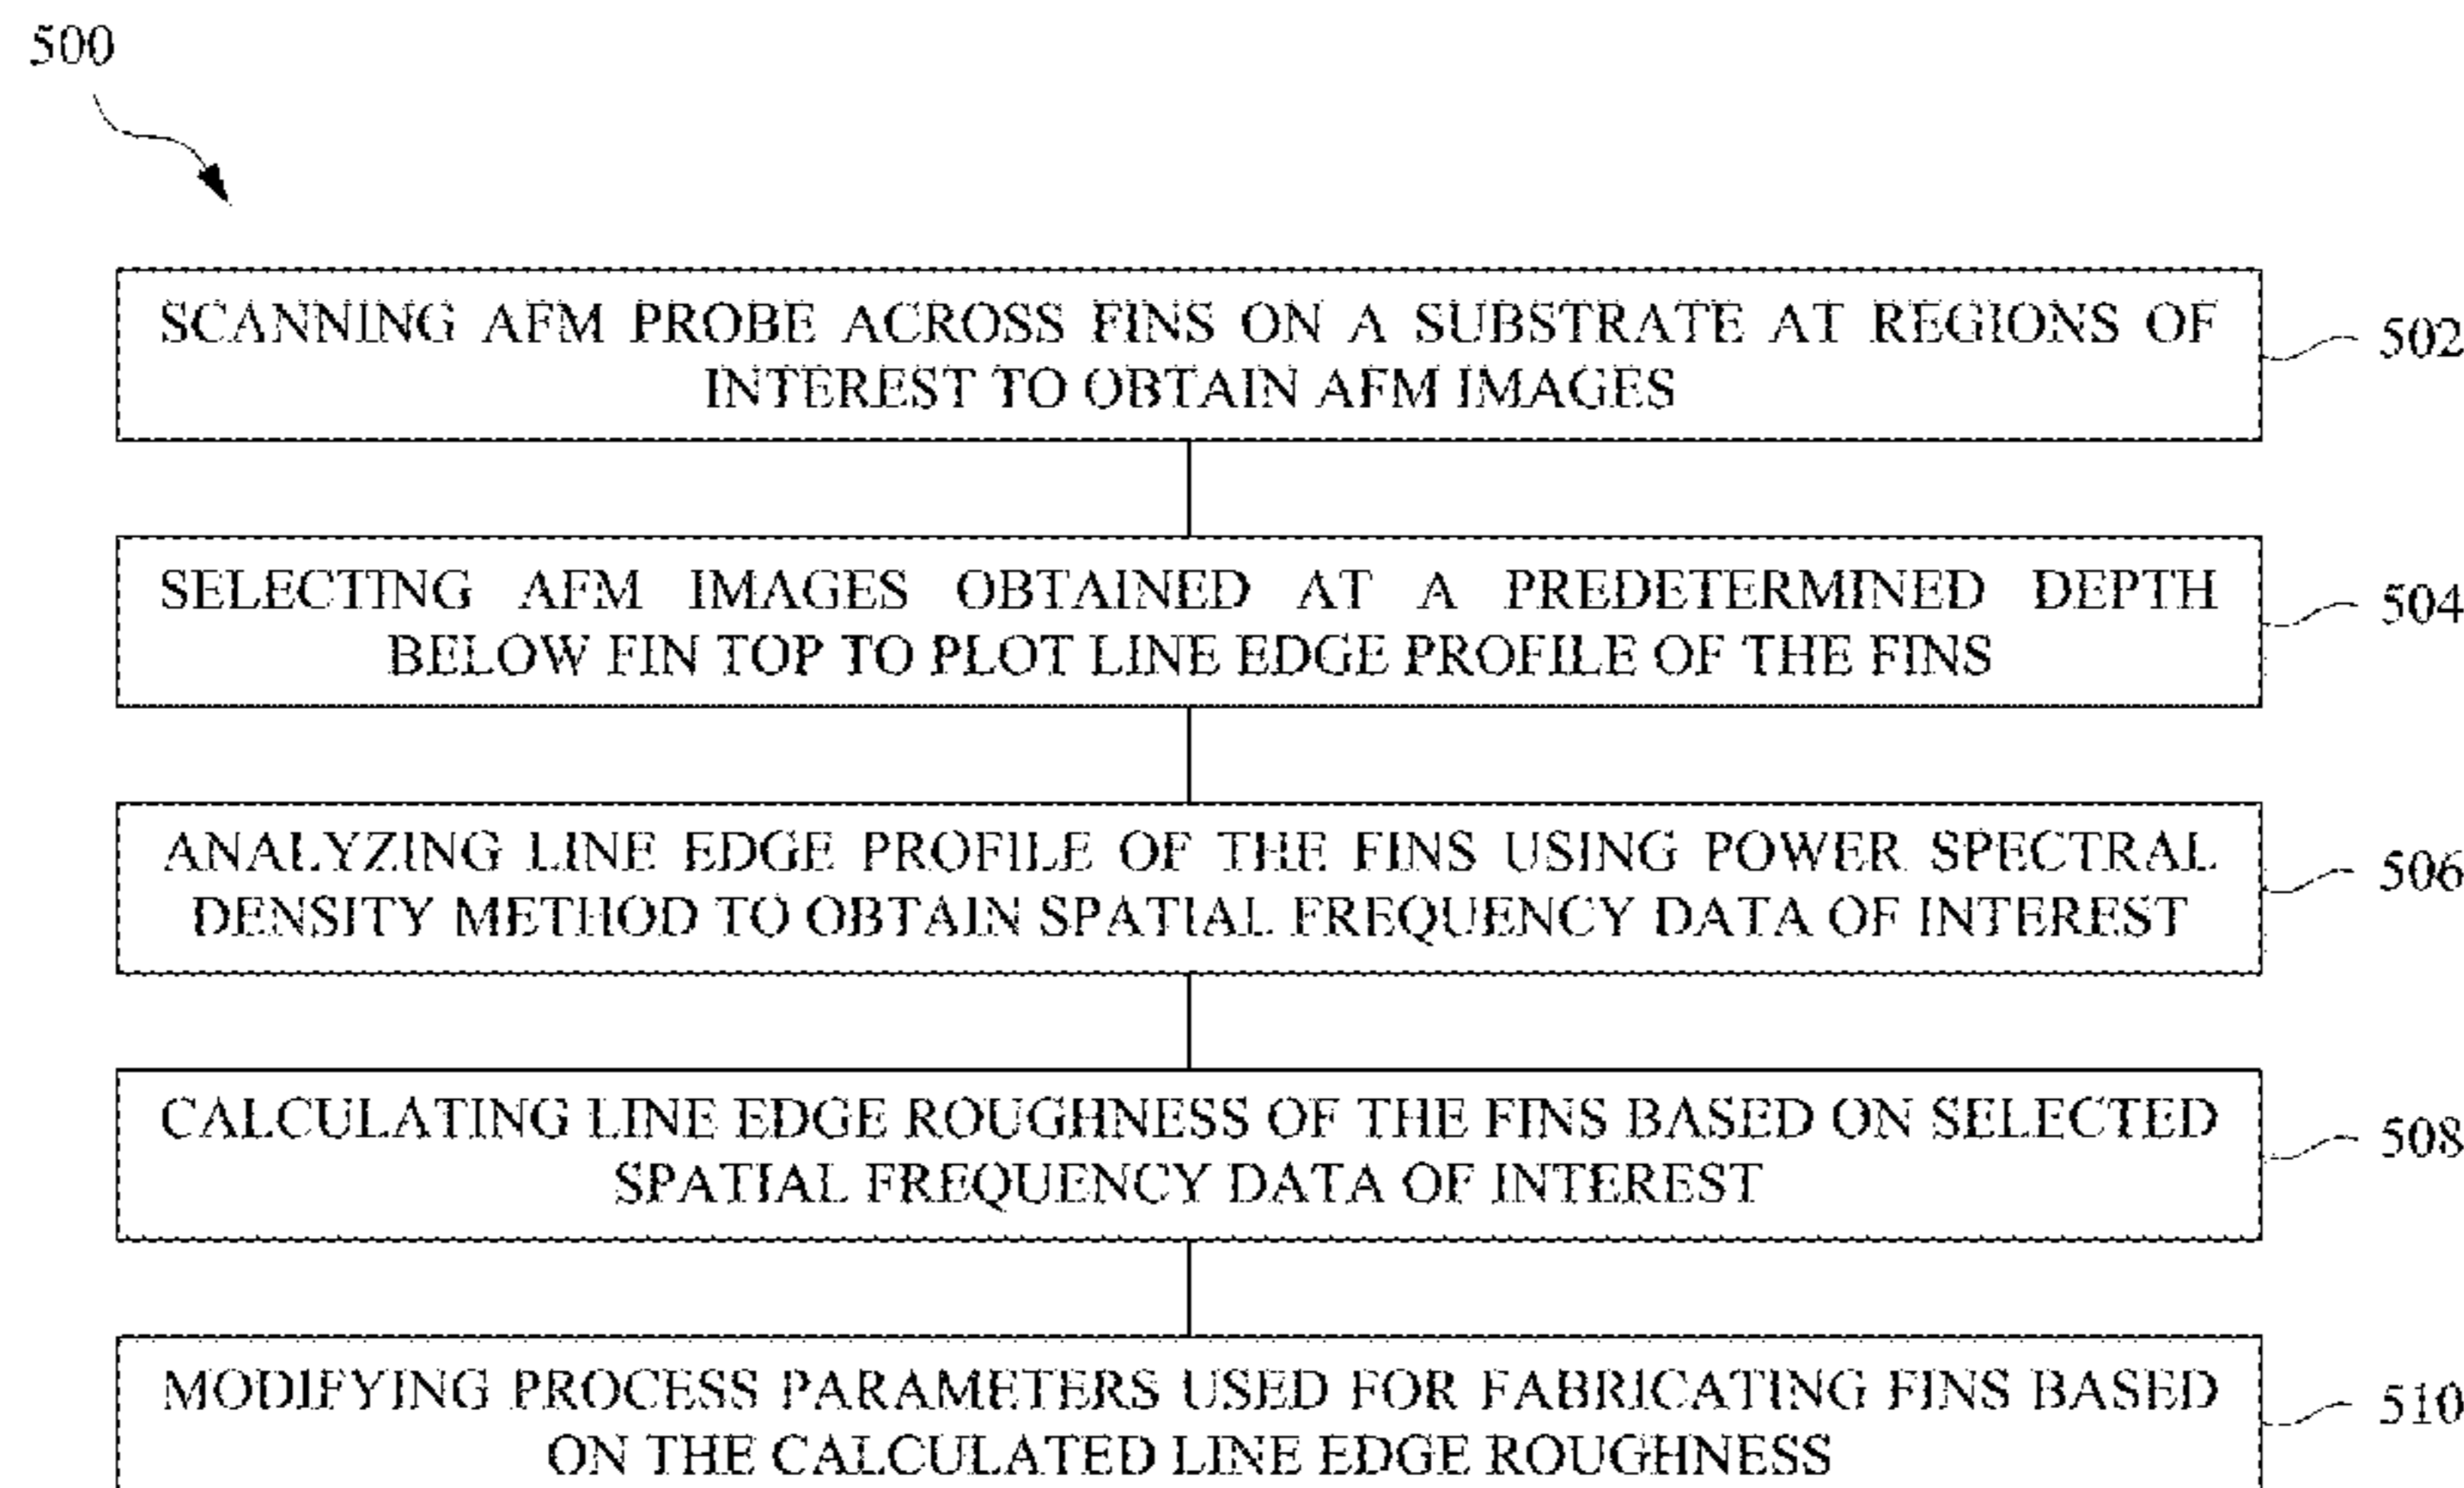 500
SCANNING AFM PROBE ACROSS FINS ON A SUBSTRATE AT REGIONS OF
INTEREST TO OBTAIN AFM IMAGES
502
SELECTING AFM IMAGES OBTAINED AT A PREDETERMINED DEPTH
BELOW FIN TOP TO PLOT LINE EDGE PROFILE OF THE FINS
504
ANALYZING LINE EDGE PROFILE OF THE FINS USING POWER SPECTRAL
DENSITY METHOD TO OBTAIN SPATIAL FREQUENCY DATA OF INTEREST
506
CALCULATING LINE EDGE ROUGHNESS OF THE FINS BASED ON SELECTED
SPATIAL FREQUENCY DATA OF INTEREST
508
MODIFYING PROCESS PARAMETERS USED FOR FABRICATING FINS BASED
ON THE CALCULATED LINE EDGE ROUGHNESS
510